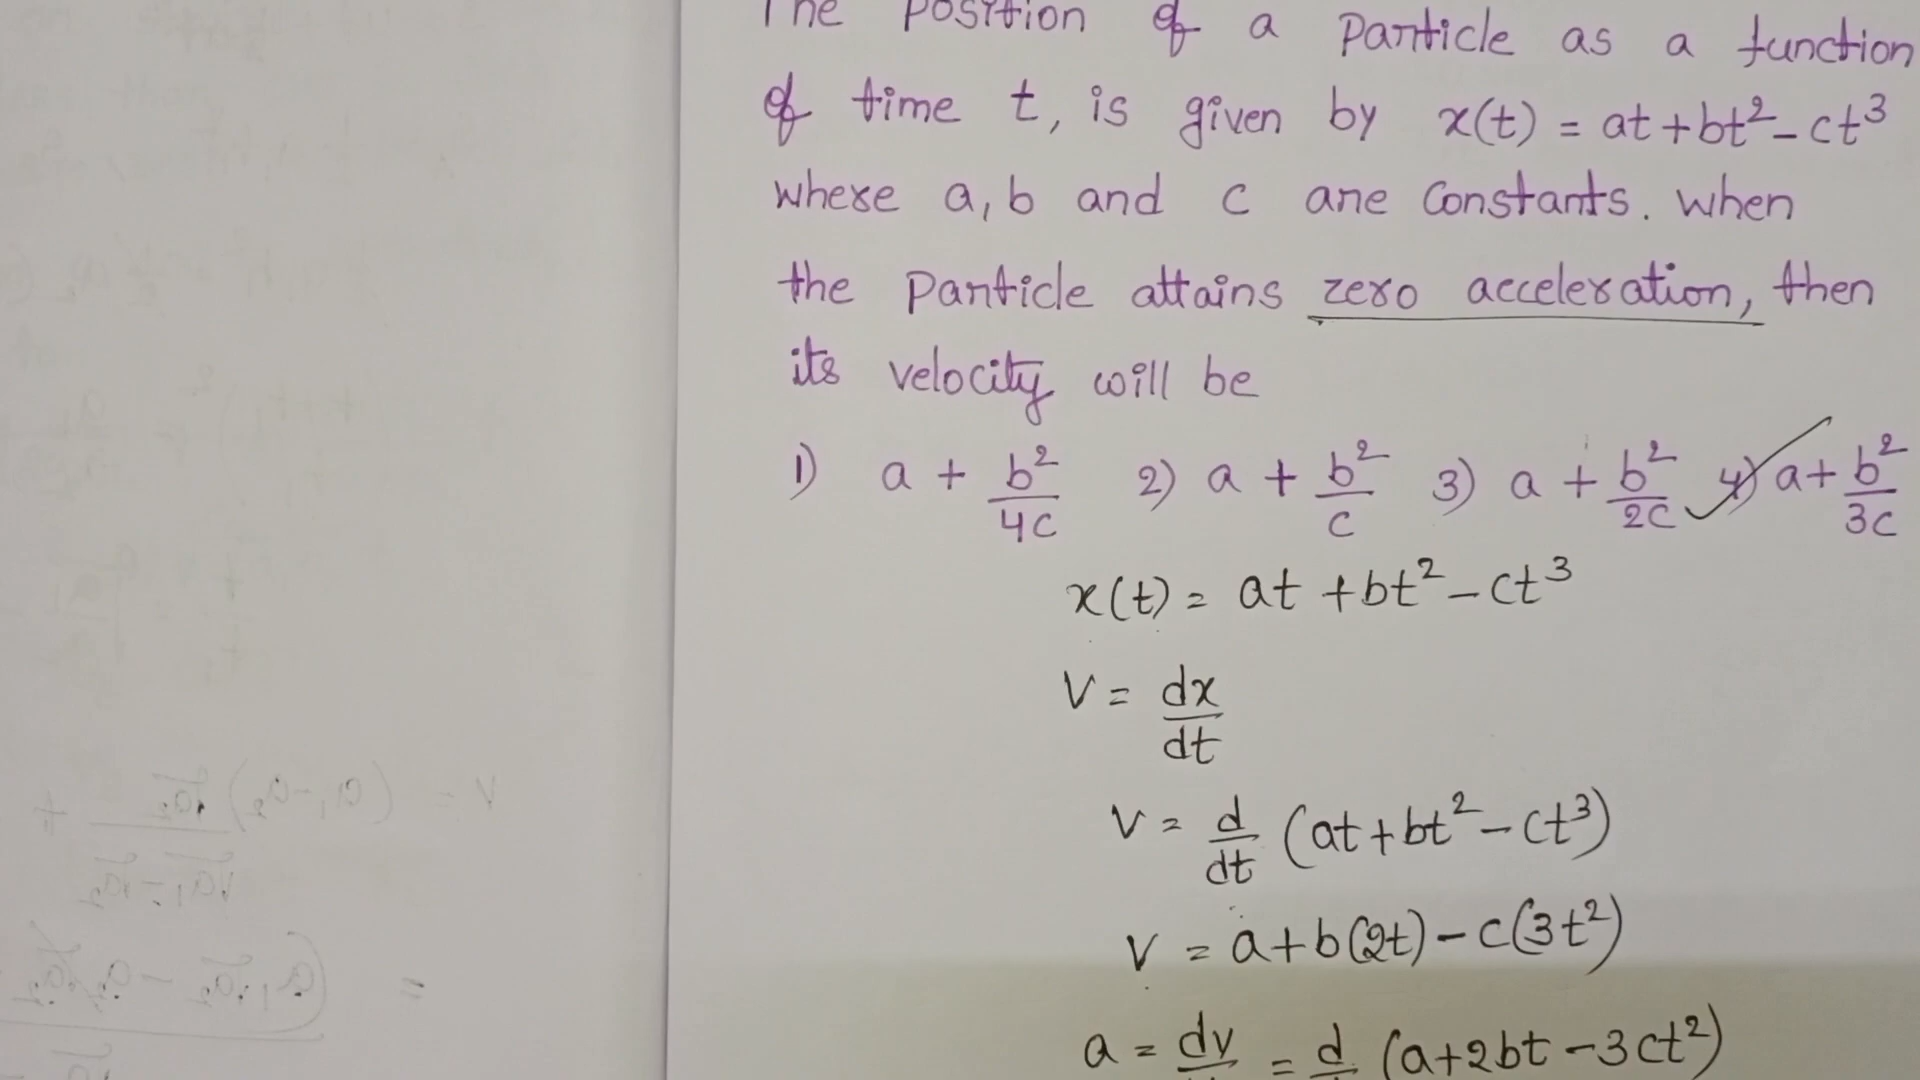 The Position of a Particle as a function
of time t, is given by x(t) = at + bt² - ct³
where a, b and c are constants. when
the Particle attains zero acceleration, then
its velocity will be
1) a + b²/4c 2) a + b²/c 3) a + b²/2c 4) a + b²/3c
x(t) = at + bt² - ct³
V = dx/dt
V = d/dt (at + bt² - ct³)
V = a + b(2t) - c(3t²)
a = dv = d (a + 2bt - 3ct²)